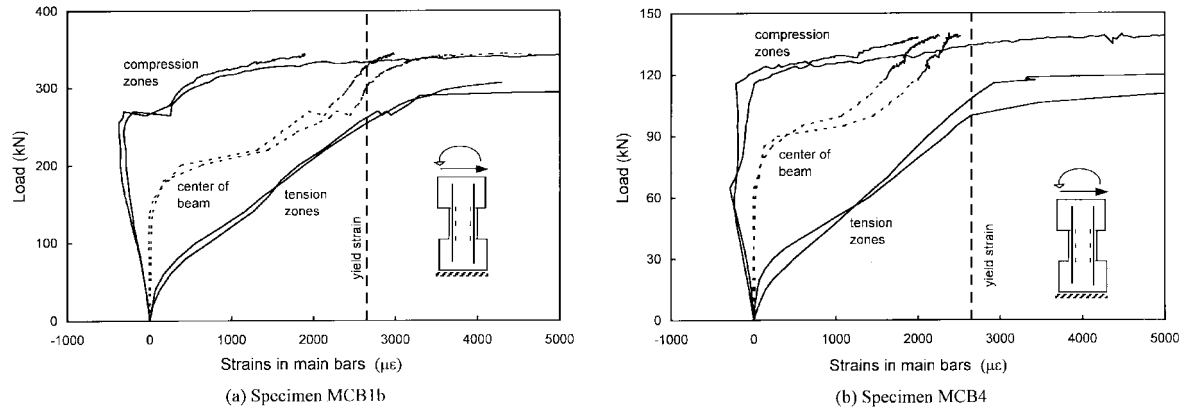 400
300
200
100
0
Load (kN)
compression
zones
center of
beam
tension
zones
yield strain
-1000 0 1000 2000 3000 4000 5000
Strains in main bars (με)
(a) Specimen MCB1b
150
120
90
60
30
0
Load (kN)
compression
zones
center of
beam
tension
zones
yield strain
-1000 0 1000 2000 3000 4000 5000
Strains in main bars (με)
(b) Specimen MCB4